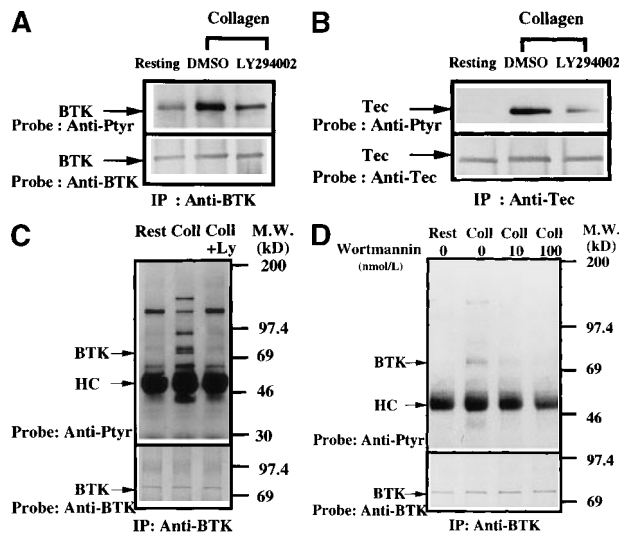 A
Collagen
Resting DMSO LY294002
BTK
Probe : Anti-Ptyr
BTK
Probe : Anti-BTK
IP : Anti-BTK
B
Collagen
Resting DMSO LY294002
Tec
Probe : Anti-Ptyr
Tec
Probe : Anti-Tec
IP : Anti-Tec
C
Rest Coll Coll +Ly M.W. (kD)
200
97.4
BTK
69
HC
46
Probe: Anti-Ptyr
30
97.4
BTK
69
Probe: Anti-BTK
IP: Anti-BTK
D
Rest Coll Coll Coll M.W. (kD)
Wortmannin 0 0 10 100
(nmol/L)
200
97.4
BTK
69
HC
46
Probe: Anti-Ptyr
97.4
BTK
69
Probe: Anti-BTK
IP: Anti-BTK